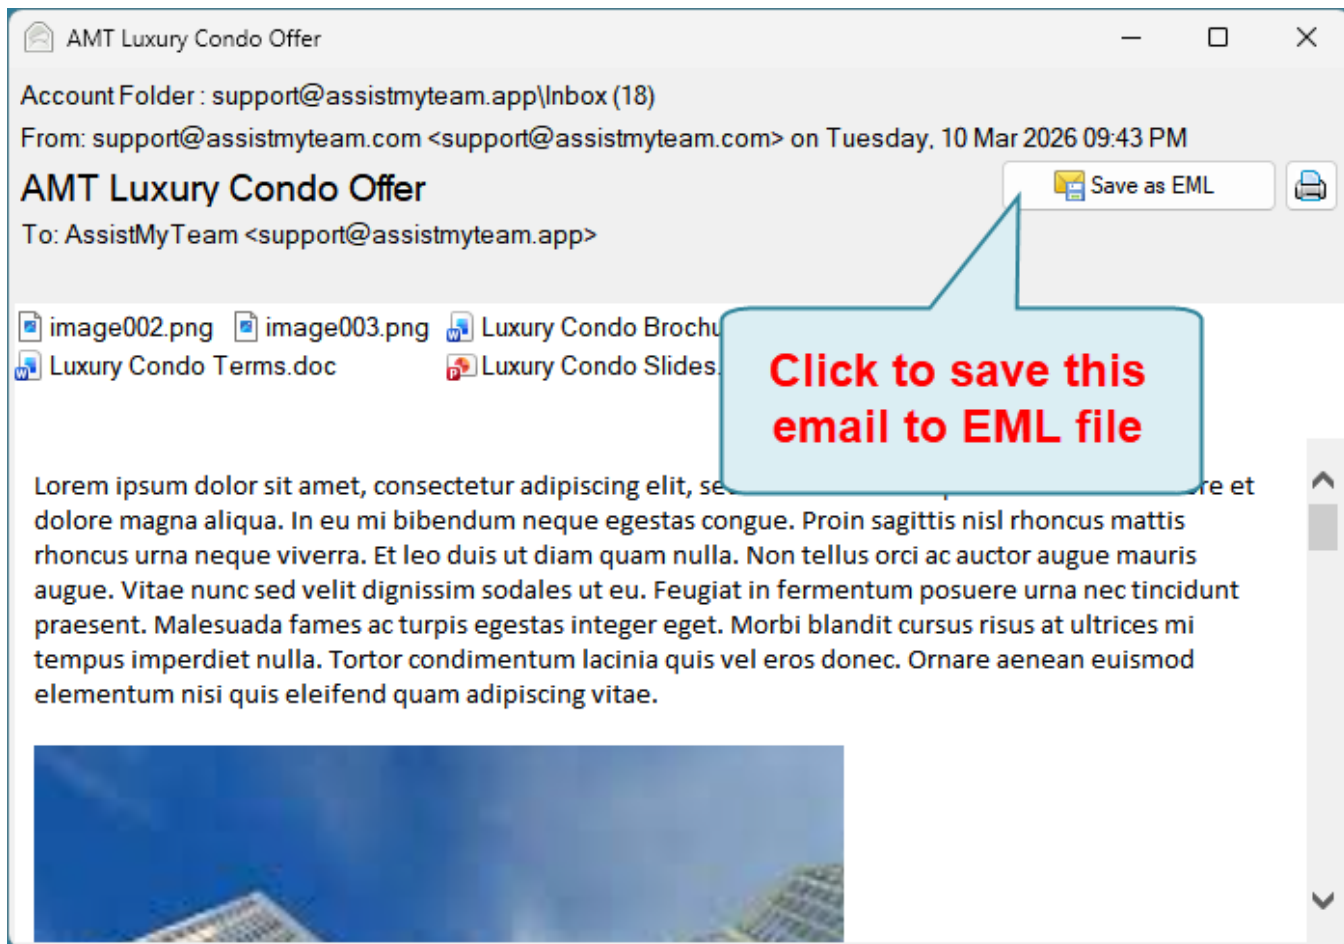 AMT Luxury Condo Offer
Account Folder : support@assistmyteam.app\Inbox (18)
From: support@assistmyteam.com <support@assistmyteam.com> on Tuesday, 10 Mar 2026 09:43 PM
AMT Luxury Condo Offer
Save as EML
To: AssistMyTeam <support@assistmyteam.app>
image002.png image003.png Luxury Condo Brochu
Luxury Condo Terms.doc Luxury Condo Slides.
Click to save this
email to EML file
Lorem ipsum dolor sit amet, consectetur adipiscing elit, se re et
dolore magna aliqua. In eu mi bibendum neque egestas congue. Proin sagittis nisl rhoncus mattis
rhoncus urna neque viverra. Et leo duis ut diam quam nulla. Non tellus orci ac auctor augue mauris
augue. Vitae nunc sed velit dignissim sodales ut eu. Feugiat in fermentum posuere urna nec tincidunt
praesent. Malesuada fames ac turpis egestas integer eget. Morbi blandit cursus risus at ultrices mi
tempus imperdiet nulla. Tortor condimentum lacinia quis vel eros donec. Ornare aenean euismod
elementum nisi quis eleifend quam adipiscing vitae.